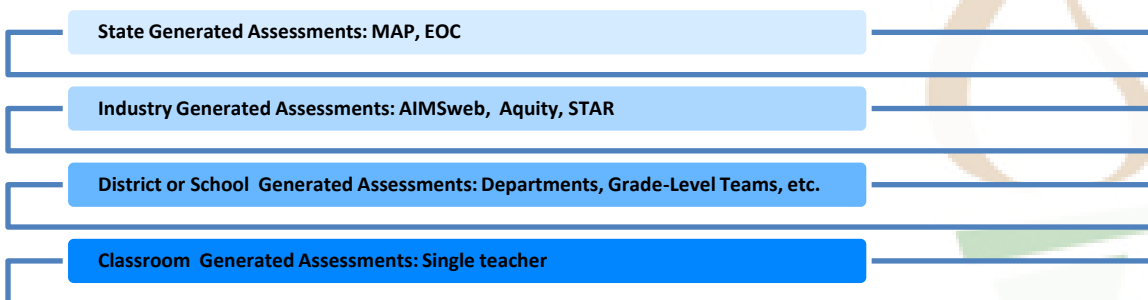 State Generated Assessments: MAP, EOC
Industry Generated Assessments: AIMSweb, Aquity, STAR
District or School Generated Assessments: Departments, Grade-Level Teams, etc.
Classroom Generated Assessments: Single teacher